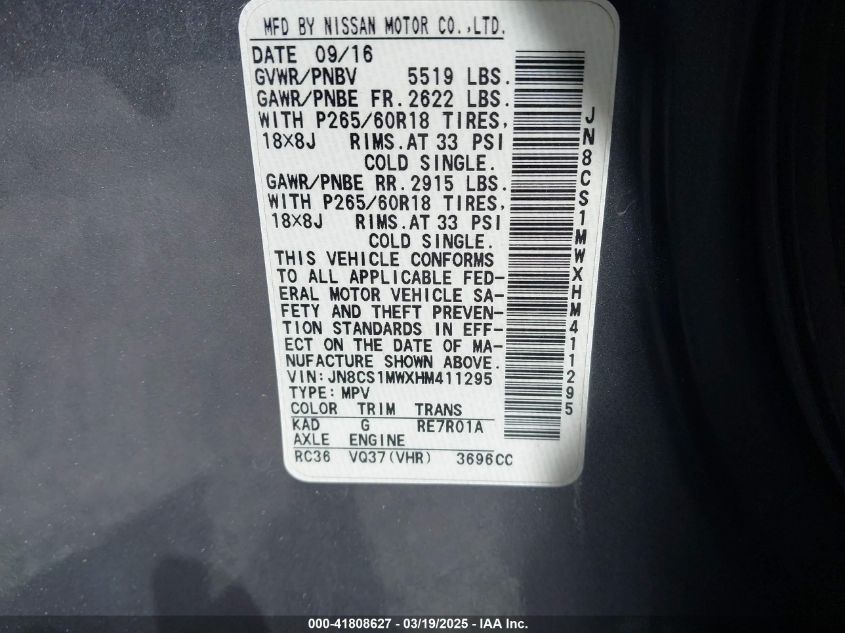 MFD BY NISSAN MOTOR CO.,LTD.
DATE 09/16
GVWR/PNBV 5519 LBS.
GAWR/PNBE FR. 2622 LBS.
WITH P265/60R18 TIRES,
18×8J RIMS.AT 33 PSI
COLD SINGLE.
GAWR/PNBE RR. 2915 LBS.
WITH P265/60R18 TIRES,
18×8J RIMS.AT 33 PSI
COLD SINGLE.
THIS VEHICLE CONFORMS
TO ALL APPLICABLE FED-
ERAL MOTOR VEHICLE SA-
FETY AND THEFT PREVEN-
TION STANDARDS IN EFF-
ECT ON THE DATE OF MA-
NUFACTURE SHOWN ABOVE.
VIN:JN8CS1MWXHM411295
TYPE:MPV
COLOR TRIM TRANS
KAD G RE7R01A
AXLE ENGINE
RC36 VQ37(VHR) 3696CC
JN8CS1MWXHM411295
000-41808627 - 03/19/2025 - IAA Inc.